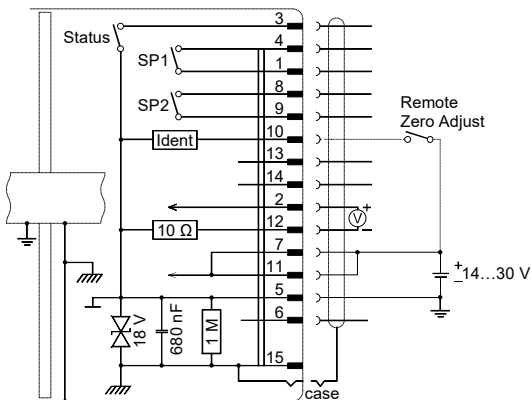 3
Status
4
SP1
1
8
SP2
9
Remote
Zero Adjust
10
Ident
13
14
2
V
+
–
12
10 Ω
7
11
+
–
14...30 V
5
18 V
680 nF
1 M
6
15
case